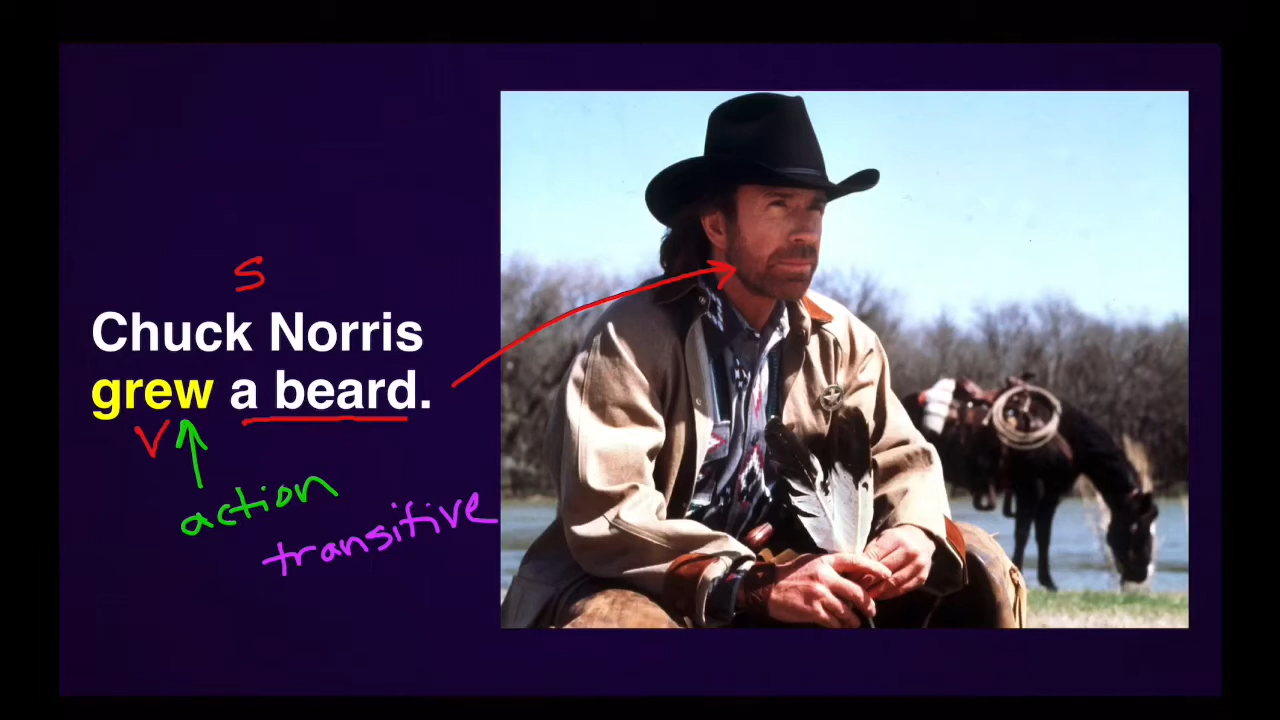 S
Chuck Norris
grew a beard.
V
action
transitive